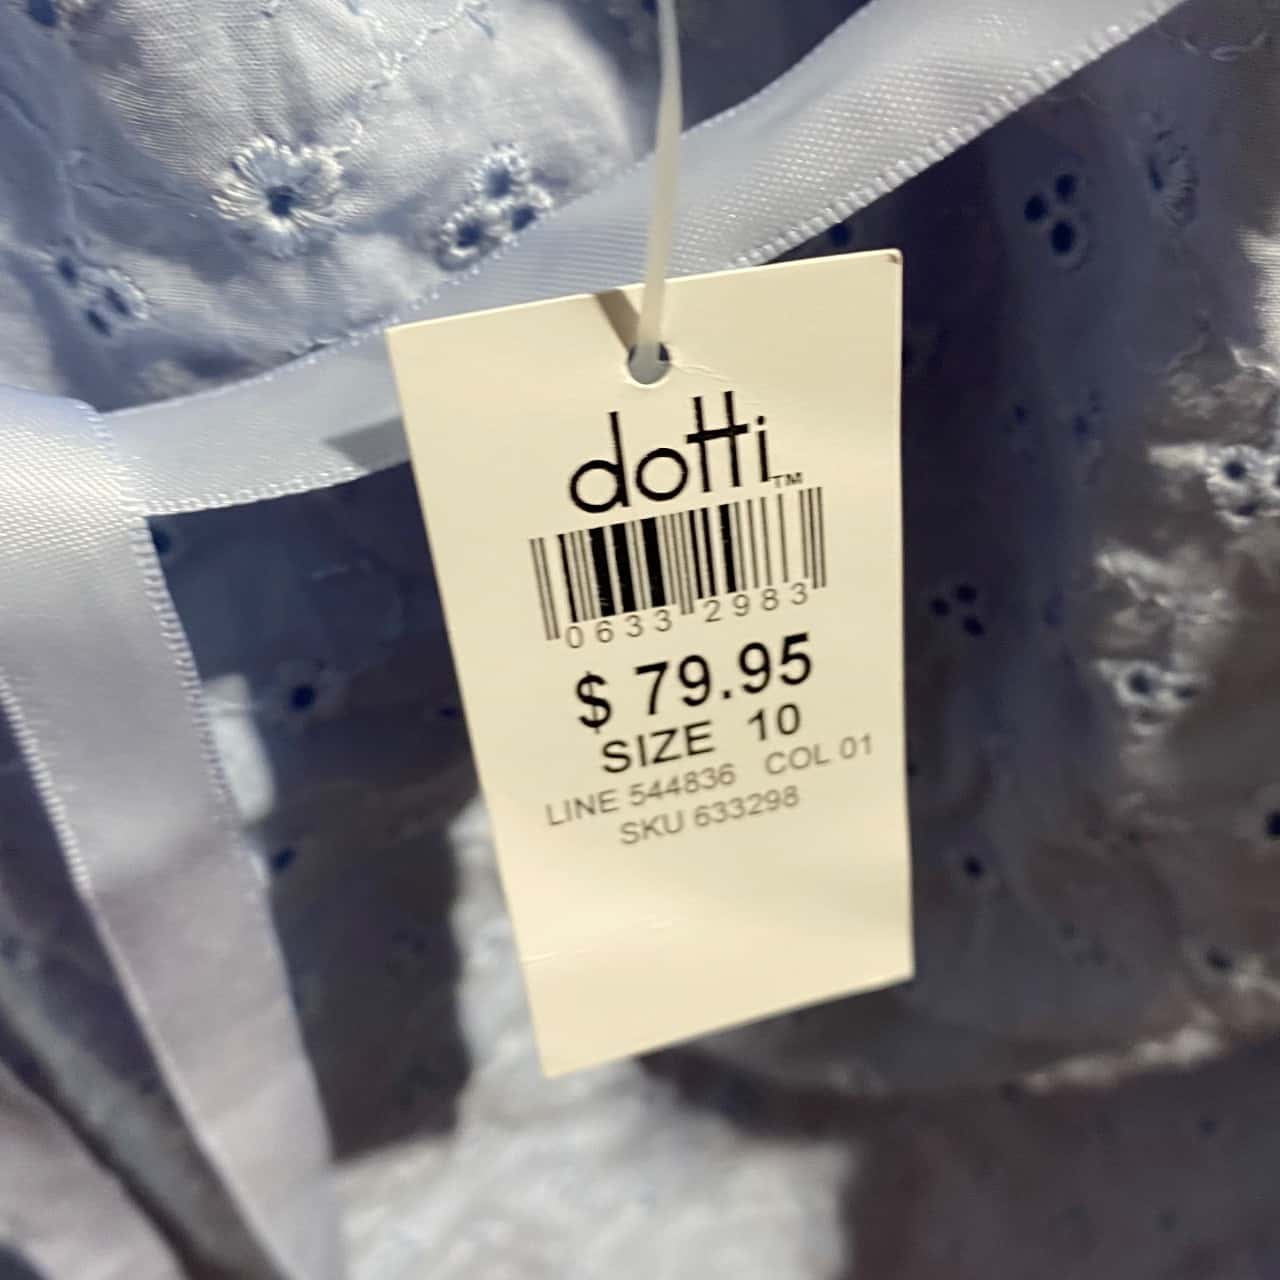 dotti™
0633 2983
$ 79.95
SIZE 10
LINE 544836 COL 01
SKU 633298